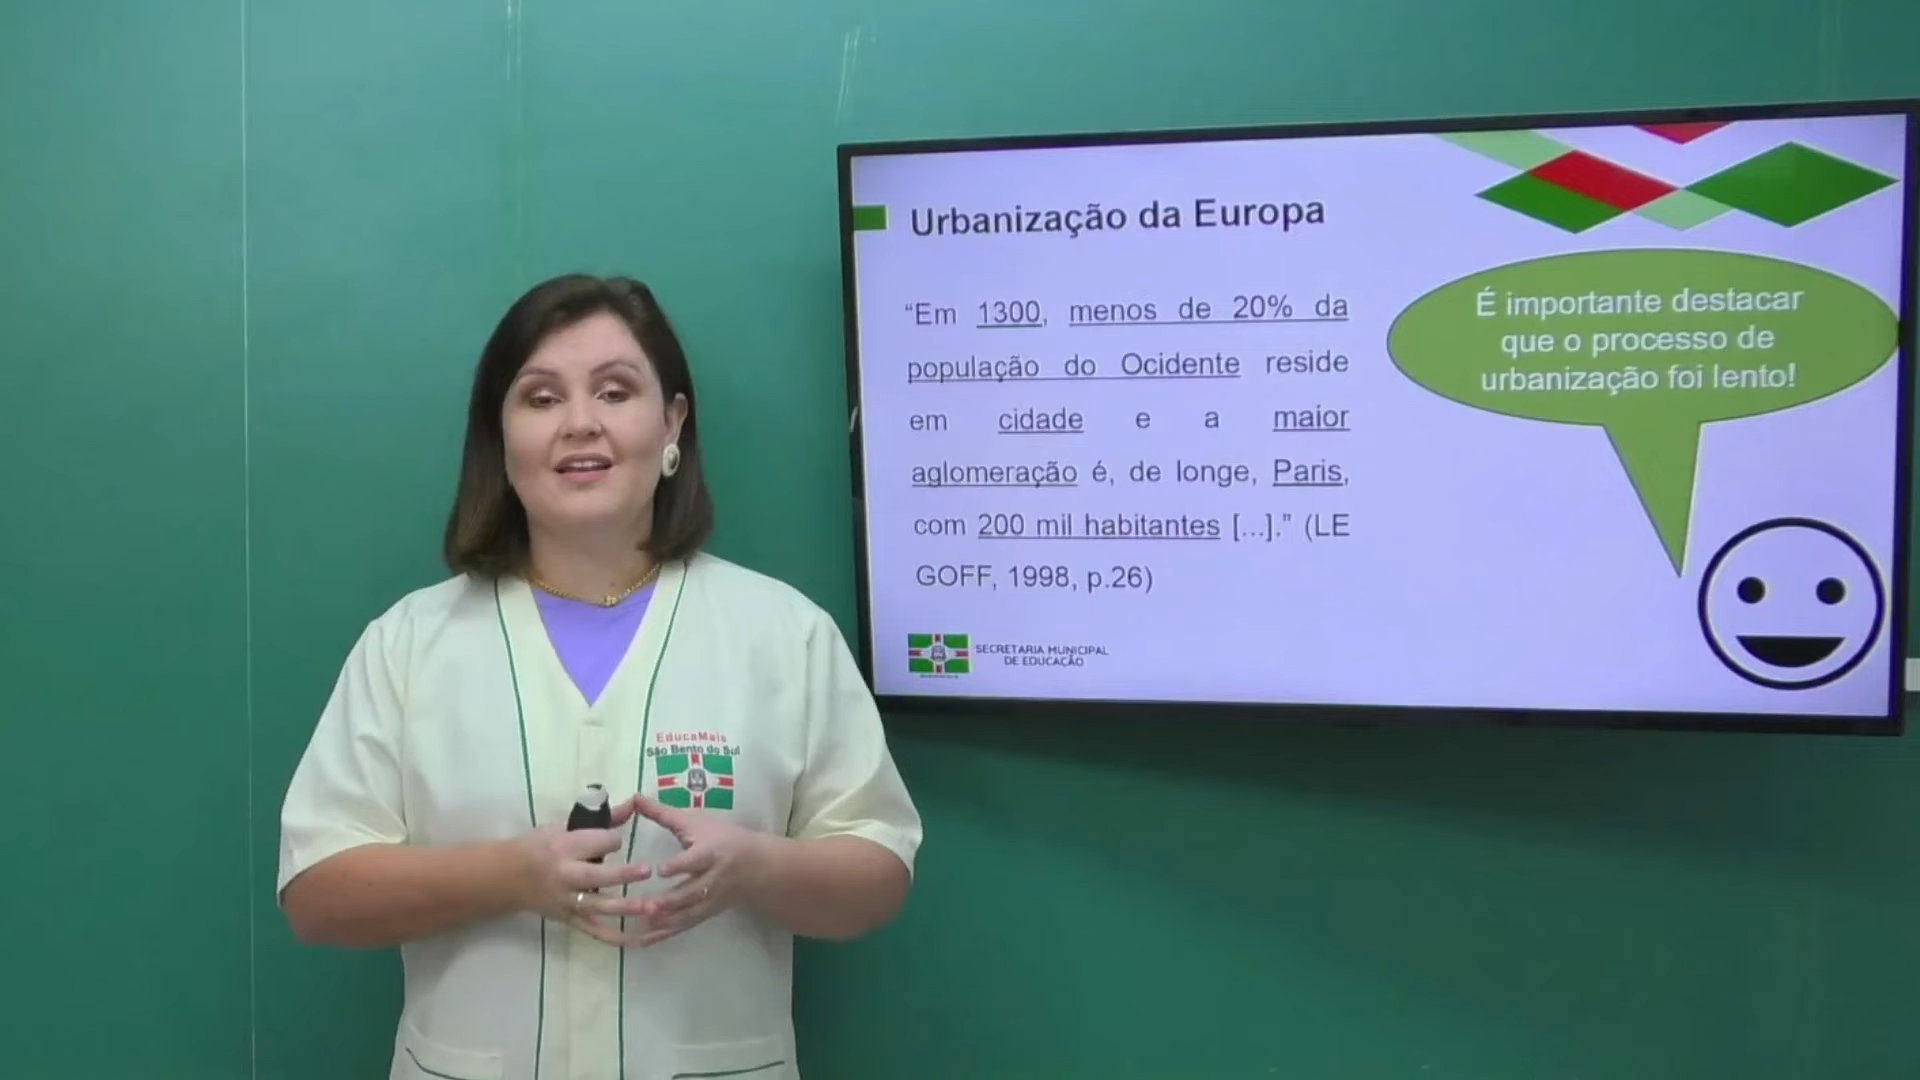 Urbanização da Europa
“Em 1300, menos de 20% da
população do Ocidente reside
em cidade e a maior
aglomeração é, de longe, Paris,
com 200 mil habitantes [...].” (LE
GOFF, 1998, p.26)
É importante destacar
que o processo de
urbanização foi lento!
SECRETARIA MUNICIPAL
DE EDUCAÇÃO
EducaMais
São Bento do Sul